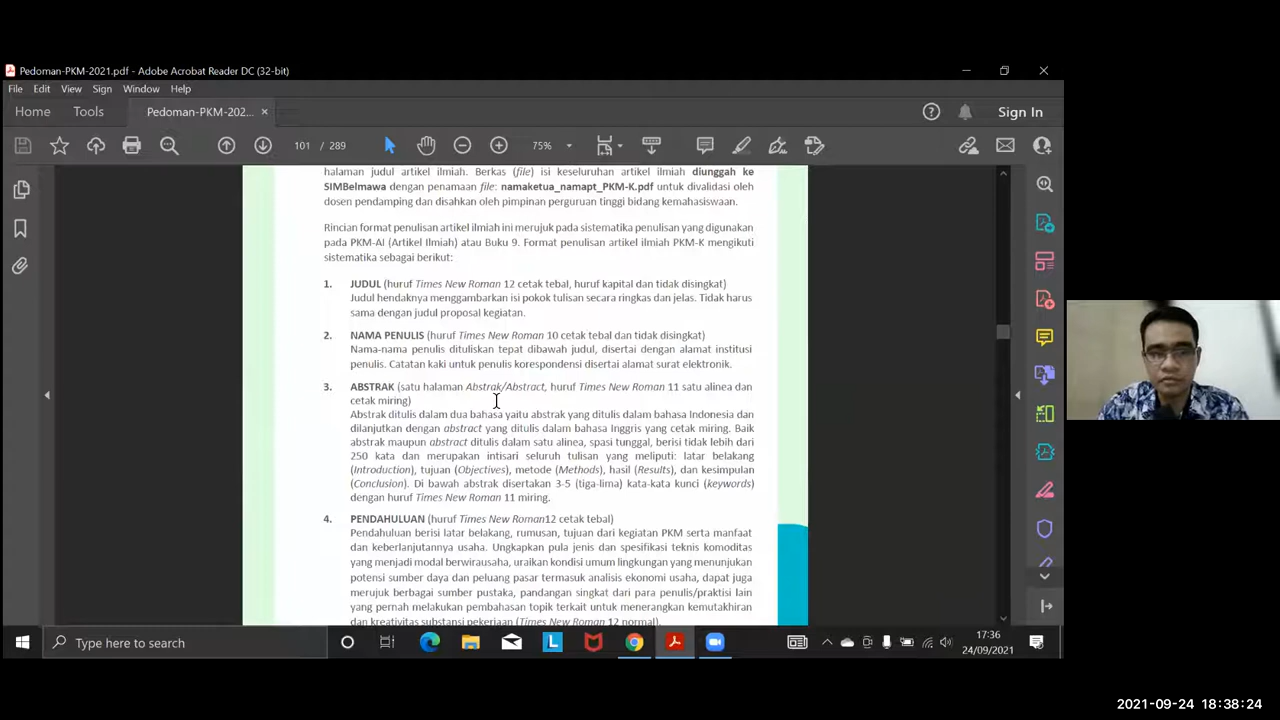 Pedoman-PKM-2021.pdf - Adobe Acrobat Reader DC (32-bit)
File Edit View Sign Window Help
Home Tools Pedoman-PKM-202... × Sign In
101 / 289 75%
halaman judul artikel ilmiah. Berkas (file) isi keseluruhan artikel ilmiah diunggah ke
SIMBelmawa dengan penamaan file: namaketua_namapt_PKM-K.pdf untuk divalidasi oleh
dosen pendamping dan disahkan oleh pimpinan perguruan tinggi bidang kemahasiswaan.
Rincian format penulisan artikel ilmiah ini merujuk pada sistematika penulisan yang digunakan
pada PKM-AI (Artikel Ilmiah) atau Buku 9. Format penulisan artikel ilmiah PKM-K mengikuti
sistematika sebagai berikut:
1. JUDUL (huruf Times New Roman 12 cetak tebal, huruf kapital dan tidak disingkat)
Judul hendaknya menggambarkan isi pokok tulisan secara ringkas dan jelas. Tidak harus
sama dengan judul proposal kegiatan.
2. NAMA PENULIS (huruf Times New Roman 10 cetak tebal dan tidak disingkat)
Nama-nama penulis dituliskan tepat dibawah judul, disertai dengan alamat institusi
penulis. Catatan kaki untuk penulis korespondensi disertai alamat surat elektronik.
3. ABSTRAK (satu halaman Abstrak/Abstract, huruf Times New Roman 11 satu alinea dan
cetak miring)
Abstrak ditulis dalam dua bahasa yaitu abstrak yang ditulis dalam bahasa Indonesia dan
dilanjutkan dengan abstract yang ditulis dalam bahasa Inggris yang cetak miring. Baik
abstrak maupun abstract ditulis dalam satu alinea, spasi tunggal, berisi tidak lebih dari
250 kata dan merupakan intisari seluruh tulisan yang meliputi: latar belakang
(Introduction), tujuan (Objectives), metode (Methods), hasil (Results), dan kesimpulan
(Conclusion). Di bawah abstrak disertakan 3-5 (tiga-lima) kata-kata kunci (keywords)
dengan huruf Times New Roman 11 miring.
4. PENDAHULUAN (huruf Times New Roman12 cetak tebal)
Pendahuluan berisi latar belakang, rumusan, tujuan dari kegiatan PKM serta manfaat
dan keberlanjutannya usaha. Ungkapkan pula jenis dan spesifikasi teknis komoditas
yang menjadi modal berwirausaha, uraikan kondisi umum lingkungan yang menunjukan
potensi sumber daya dan peluang pasar termasuk analisis ekonomi usaha, dapat juga
merujuk berbagai sumber pustaka, pandangan singkat dari para penulis/praktisi lain
yang pernah melakukan pembahasan topik terkait untuk menerangkan kemutakhiran
dan kreativitas substansi pekerjaan (Times New Roman 12 normal).
Type here to search
17:36
24/09/2021
2021-09-24 18:38:24